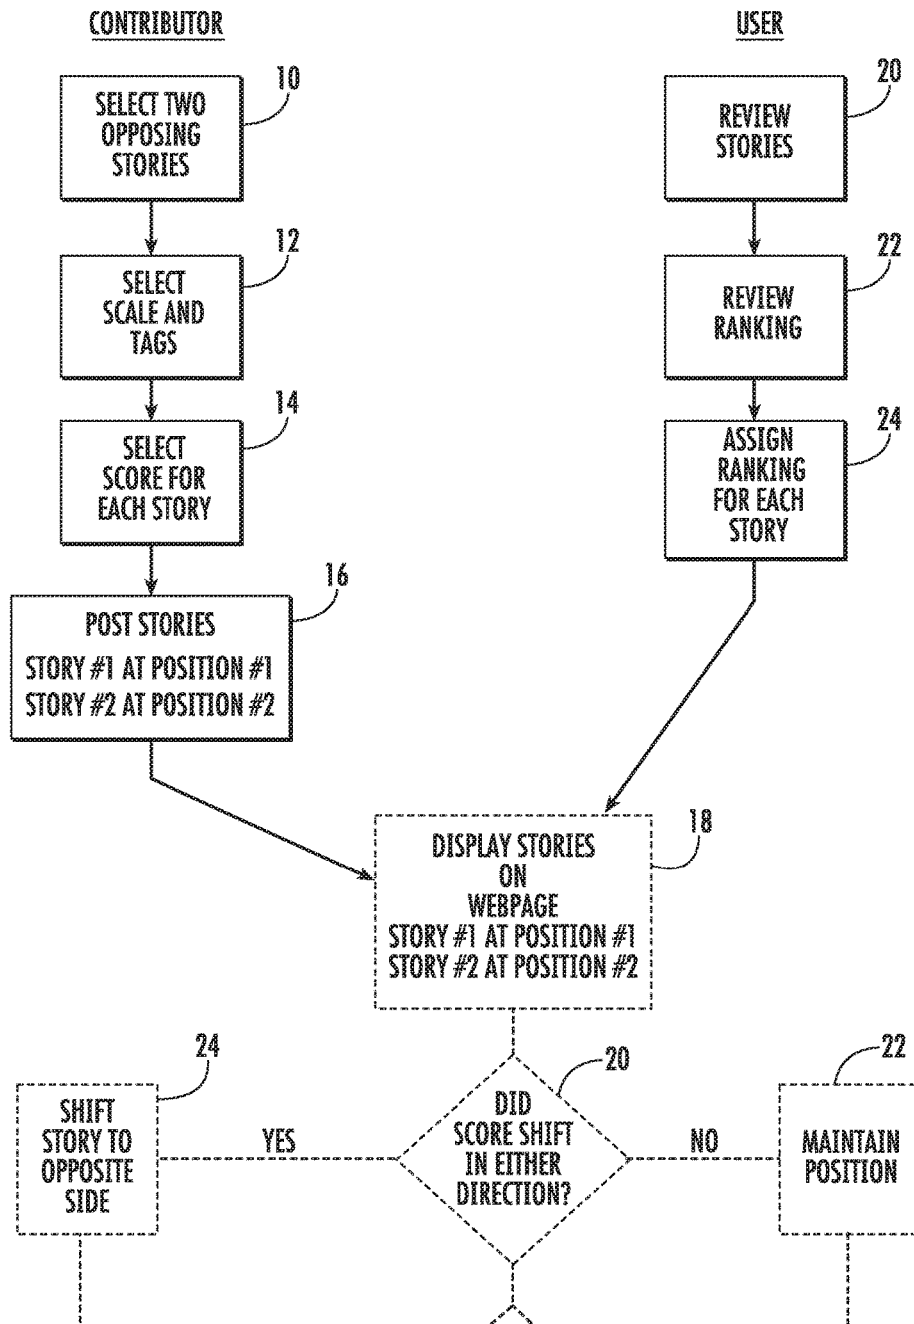 CONTRIBUTOR
10
SELECT TWO
OPPOSING
STORIES
12
SELECT
SCALE AND
TAGS
14
SELECT
SCORE FOR
EACH STORY
16
POST STORIES
STORY #1 AT POSITION #1
STORY #2 AT POSITION #2
USER
20
REVIEW
STORIES
22
REVIEW
RANKING
24
ASSIGN
RANKING
FOR EACH
STORY
18
DISPLAY STORIES
ON
WEBPAGE
STORY #1 AT POSITION #1
STORY #2 AT POSITION #2
20
DID
SCORE SHIFT
IN EITHER
DIRECTION?
YES
24
SHIFT
STORY TO
OPPOSITE
SIDE
NO
22
MAINTAIN
POSITION